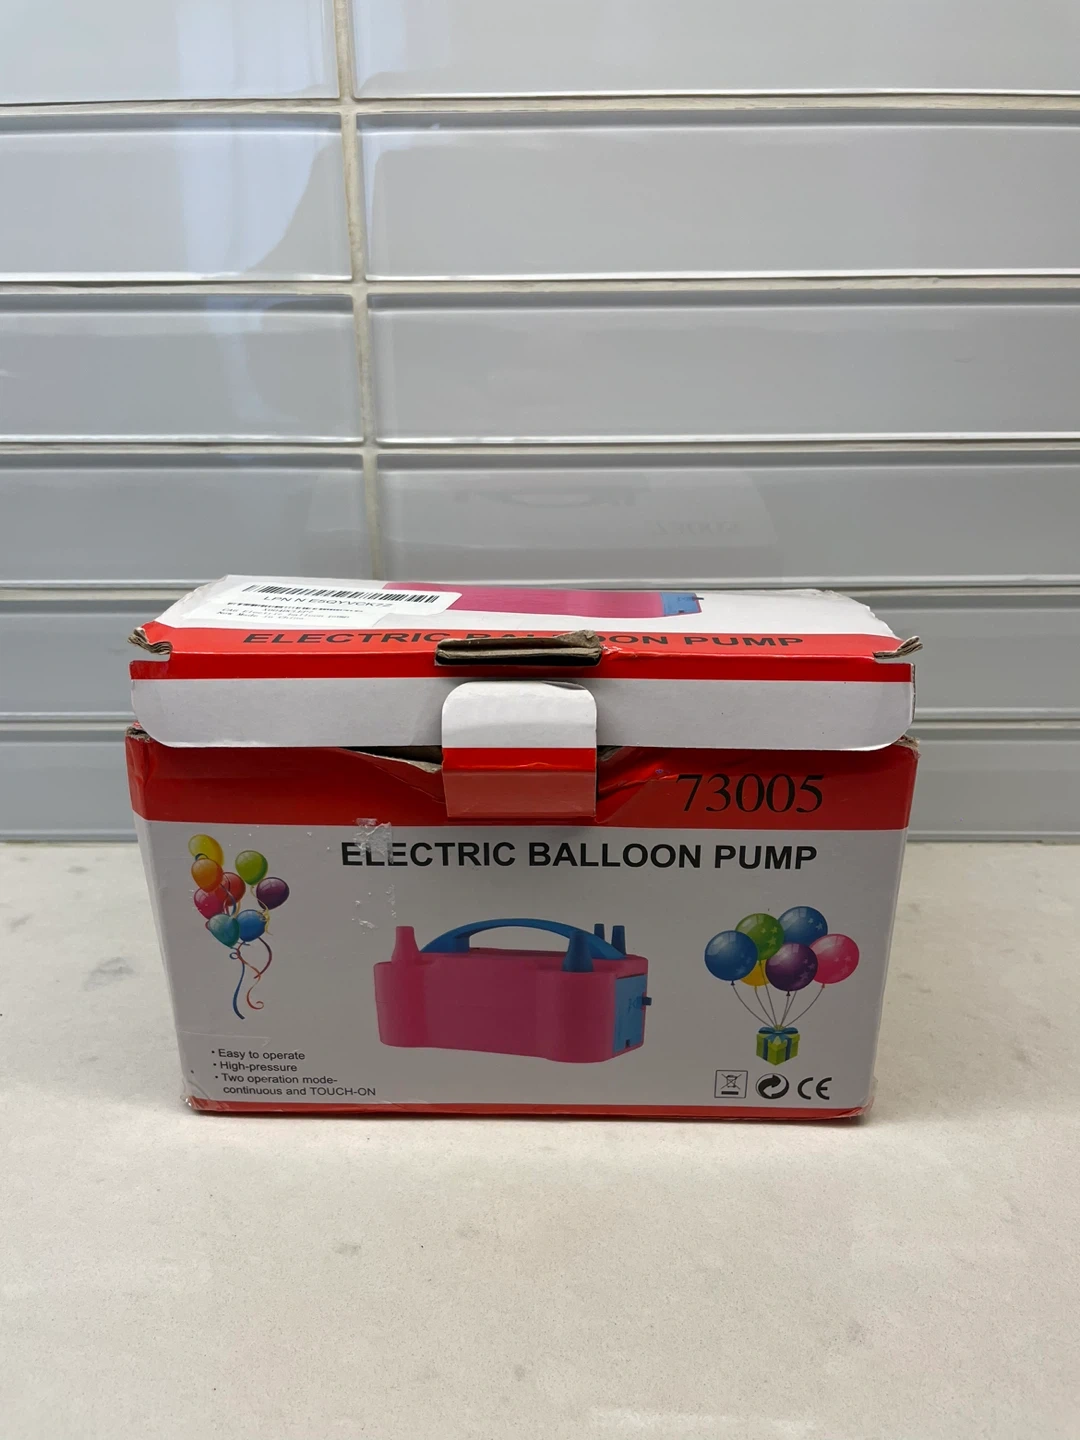 ELECTRIC BALLOON PUMP
73005
ELECTRIC BALLOON PUMP
• Easy to operate
• High-pressure
• Two operation mode-
continuous and TOUCH-ON
CE